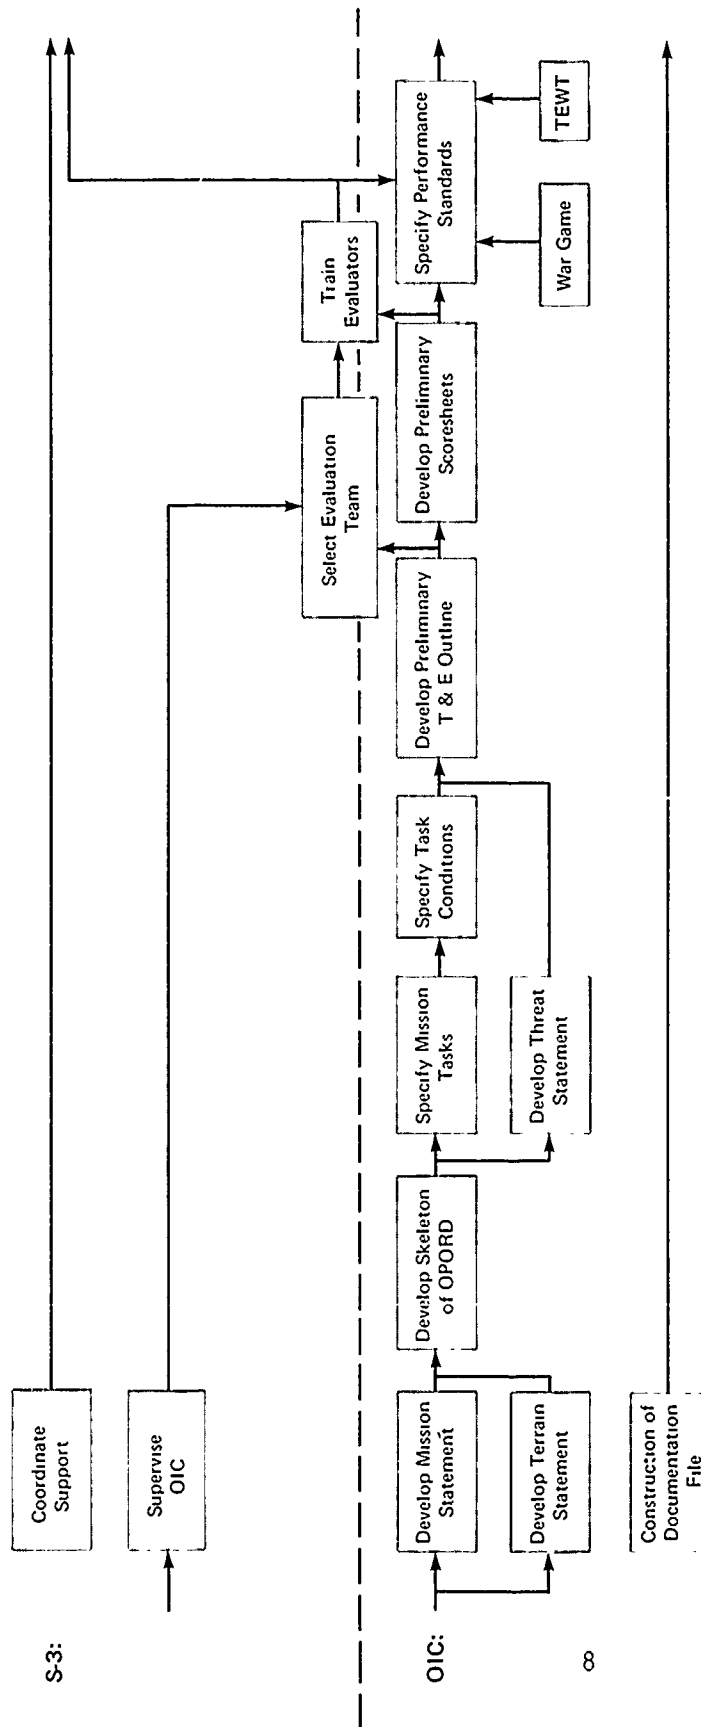 S-3:
Coordinate
Support
Supervise
OIC
Select Evaluation
Team
Train
Evaluators
OIC:
Develop Mission
Statement
Develop Terrain
Statement
Develop Skeleton
of OPORD
Specify Mission
Tasks
Develop Threat
Statement
Specify Task
Conditions
Develop Preliminary
T & E Outline
Develop Preliminary
Scoresheets
Specify Performance
Standards
War Game
TEWT
Construction of
Documentation
File
8